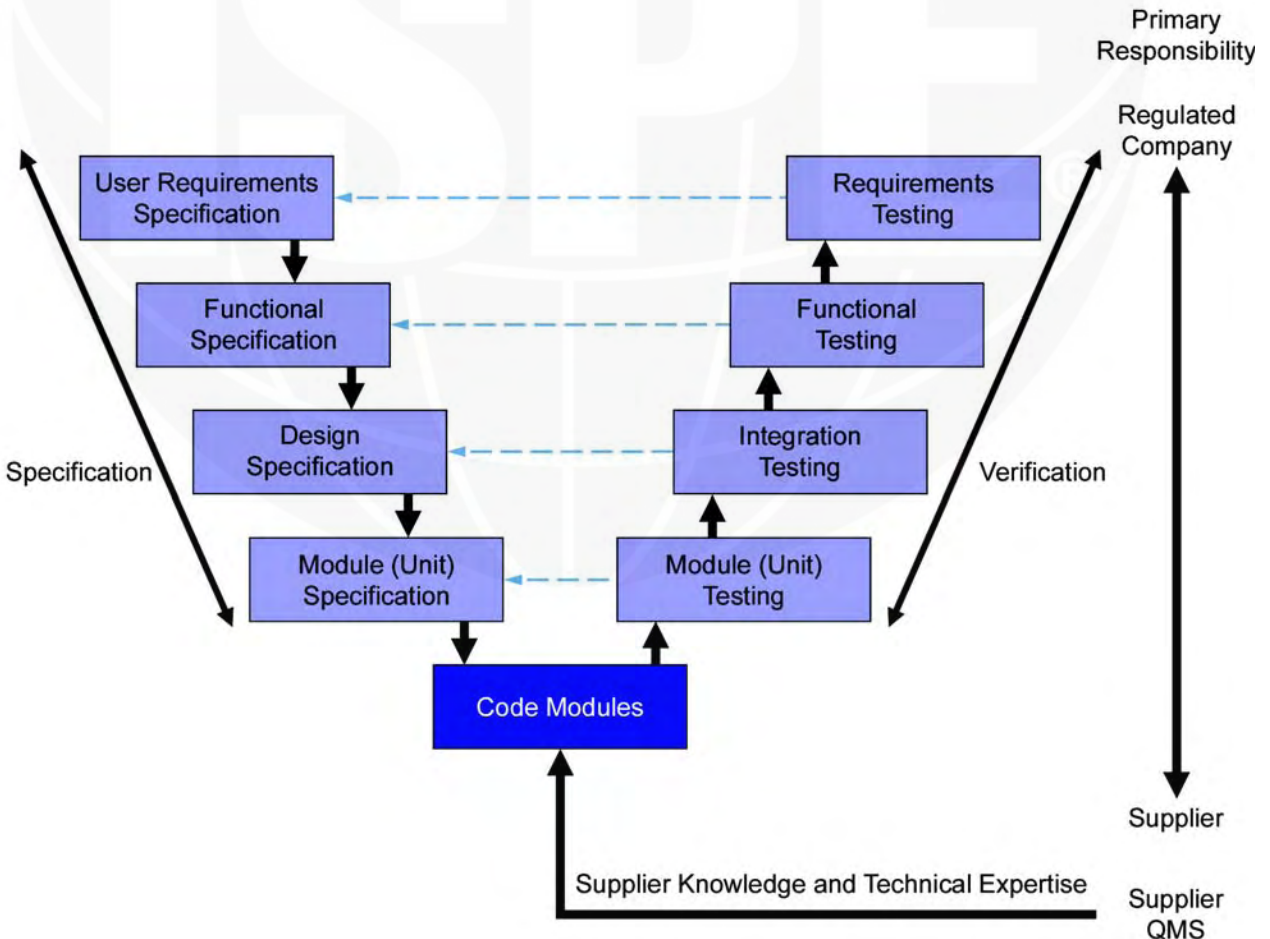 ISPE
®
Primary
Responsibility
Regulated
Company
User Requirements
Specification
Requirements
Testing
Functional
Specification
Functional
Testing
Design
Specification
Integration
Testing
Specification
Verification
Module (Unit)
Specification
Module (Unit)
Testing
Code Modules
Supplier
Supplier Knowledge and Technical Expertise
Supplier
QMS